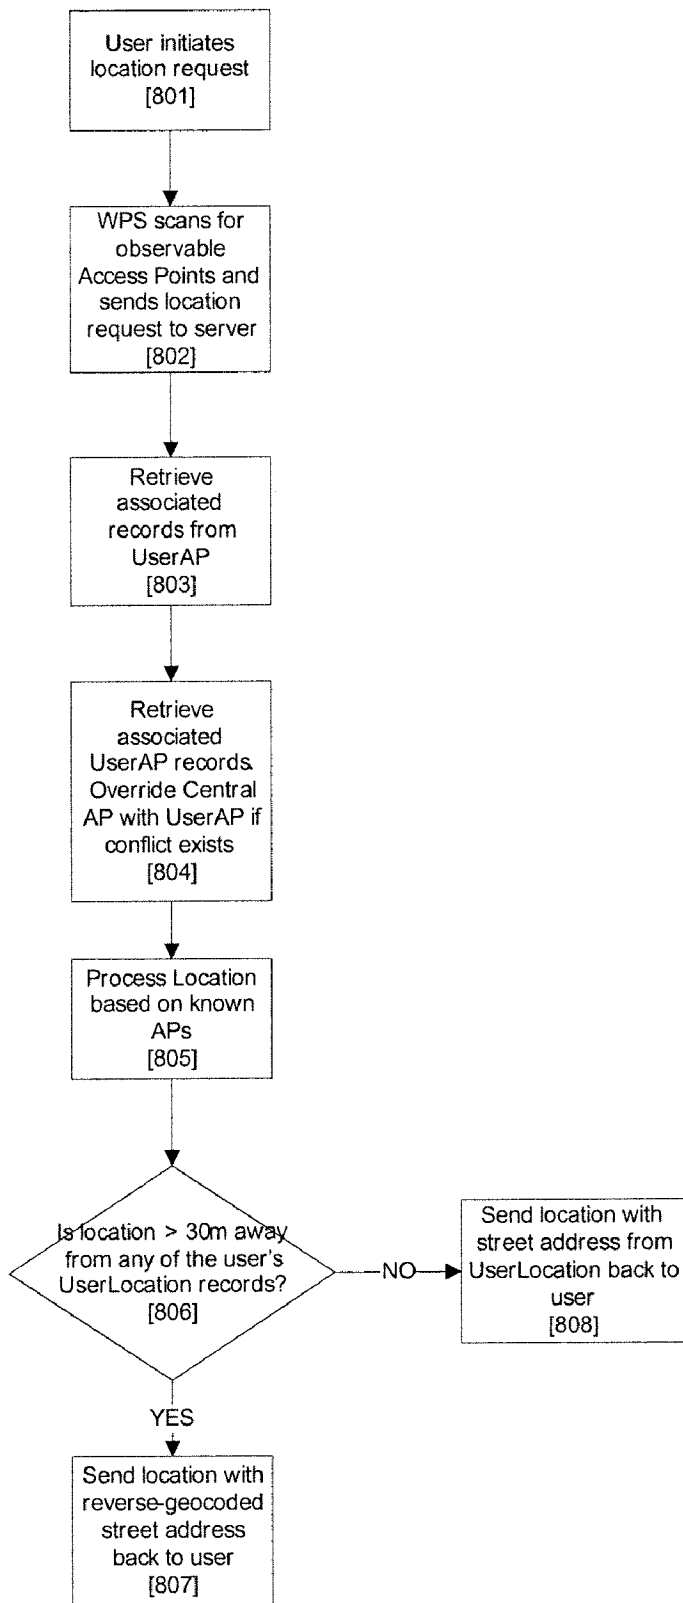 User initiates
location request
[801]
WPS scans for
observable
Access Points and
sends location
request to server
[802]
Retrieve
associated
records from
UserAP
[803]
Retrieve
associated
UserAP records.
Override Central
AP with UserAP if
conflict exists
[804]
Process Location
based on known
APs
[805]
Is location > 30m away
from any of the user's
UserLocation records?
[806]
NO
Send location with
street address from
UserLocation back to
user
[808]
YES
Send location with
reverse-geocoded
street address
back to user
[807]